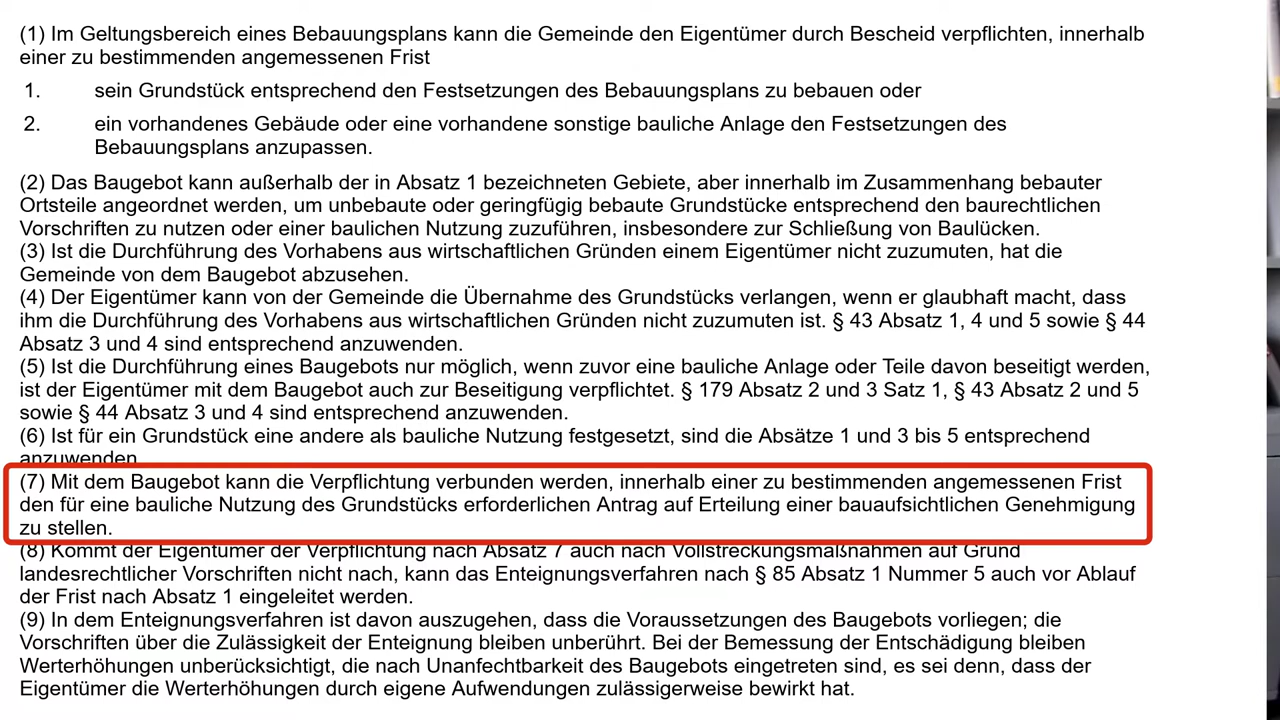 (1) Im Geltungsbereich eines Bebauungsplans kann die Gemeinde den Eigentümer durch Bescheid verpflichten, innerhalb
einer zu bestimmenden angemessenen Frist
1. sein Grundstück entsprechend den Festsetzungen des Bebauungsplans zu bebauen oder
2. ein vorhandenes Gebäude oder eine vorhandene sonstige bauliche Anlage den Festsetzungen des
Bebauungsplans anzupassen.
(2) Das Baugebot kann außerhalb der in Absatz 1 bezeichneten Gebiete, aber innerhalb im Zusammenhang bebauter
Ortsteile angeordnet werden, um unbebaute oder geringfügig bebaute Grundstücke entsprechend den baurechtlichen
Vorschriften zu nutzen oder einer baulichen Nutzung zuzuführen, insbesondere zur Schließung von Baulücken.
(3) Ist die Durchführung des Vorhabens aus wirtschaftlichen Gründen einem Eigentümer nicht zuzumuten, hat die
Gemeinde von dem Baugebot abzusehen.
(4) Der Eigentümer kann von der Gemeinde die Übernahme des Grundstücks verlangen, wenn er glaubhaft macht, dass
ihm die Durchführung des Vorhabens aus wirtschaftlichen Gründen nicht zuzumuten ist. § 43 Absatz 1, 4 und 5 sowie § 44
Absatz 3 und 4 sind entsprechend anzuwenden.
(5) Ist die Durchführung eines Baugebots nur möglich, wenn zuvor eine bauliche Anlage oder Teile davon beseitigt werden,
ist der Eigentümer mit dem Baugebot auch zur Beseitigung verpflichtet. § 179 Absatz 2 und 3 Satz 1, § 43 Absatz 2 und 5
sowie § 44 Absatz 3 und 4 sind entsprechend anzuwenden.
(6) Ist für ein Grundstück eine andere als bauliche Nutzung festgesetzt, sind die Absätze 1 und 3 bis 5 entsprechend
anzuwenden.
(7) Mit dem Baugebot kann die Verpflichtung verbunden werden, innerhalb einer zu bestimmenden angemessenen Frist
den für eine bauliche Nutzung des Grundstücks erforderlichen Antrag auf Erteilung einer bauaufsichtlichen Genehmigung
zu stellen.
(8) Kommt der Eigentümer der Verpflichtung nach Absatz 7 auch nach Vollstreckungsmaßnahmen auf Grund
landesrechtlicher Vorschriften nicht nach, kann das Enteignungsverfahren nach § 85 Absatz 1 Nummer 5 auch vor Ablauf
der Frist nach Absatz 1 eingeleitet werden.
(9) In dem Enteignungsverfahren ist davon auszugehen, dass die Voraussetzungen des Baugebots vorliegen; die
Vorschriften über die Zulässigkeit der Enteignung bleiben unberührt. Bei der Bemessung der Entschädigung bleiben
Werterhöhungen unberücksichtigt, die nach Unanfechtbarkeit des Baugebots eingetreten sind, es sei denn, dass der
Eigentümer die Werterhöhungen durch eigene Aufwendungen zulässigerweise bewirkt hat.